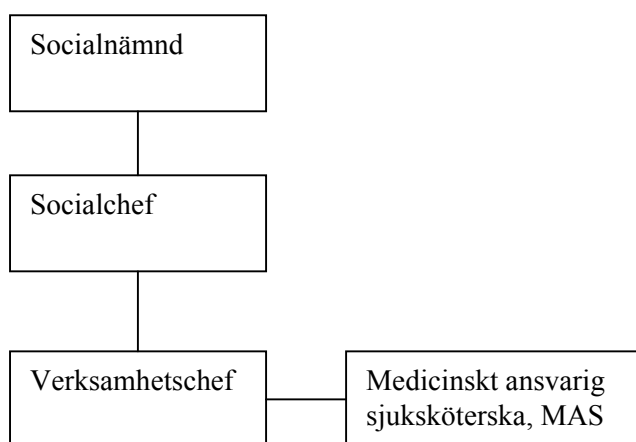 Socialnämnd
Socialchef
Verksamhetschef
Medicinskt ansvarig
sjuksköterska, MAS